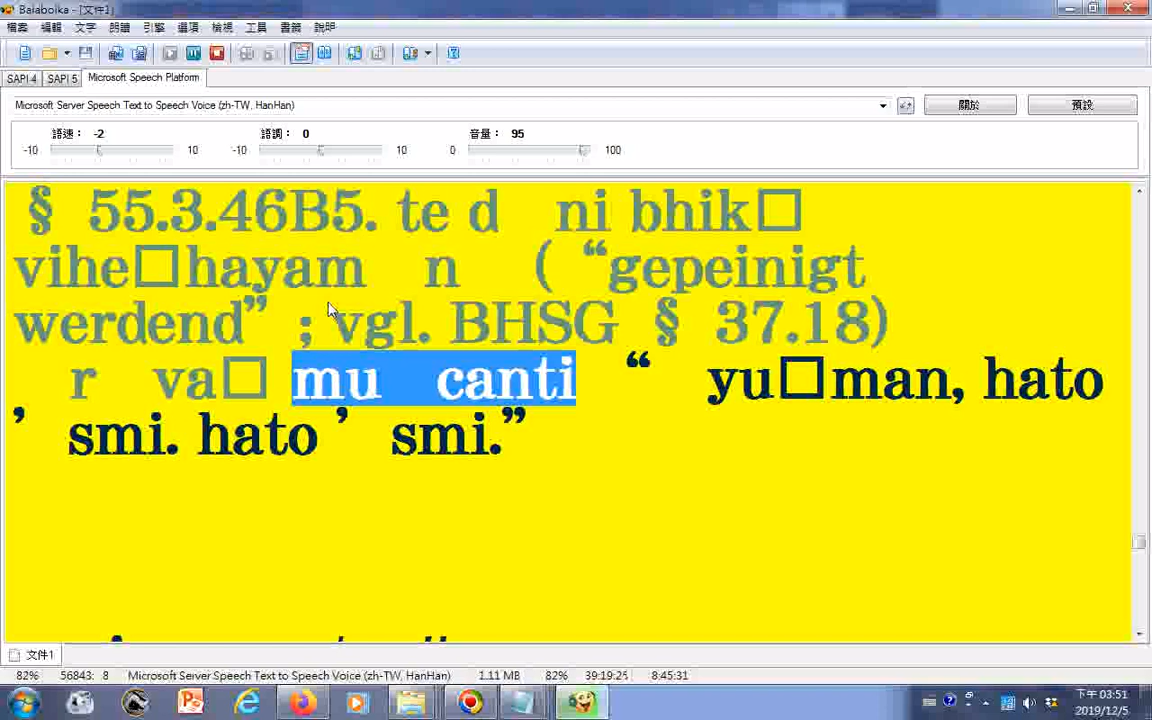 Balabolka - [文件1]
檔案 編輯 文字 朗讀 引擎 選項 檢視 工具 書籤 說明
SAPI 4 SAPI 5 Microsoft Speech Platform
Microsoft Server Speech Text to Speech Voice (zh-TW, HanHan) 關於 預設
語速： -2 語調： 0 音量： 95
-10 10 -10 10 0 100
§ 55.3.46B5. te d ni bhik□
vihe□hayam n ( “gepeinigt
werdend” ; vgl. BHSG § 37.18)
r va□ mu canti “ yu□man, hato
’ smi. hato ’ smi.”
文件1
82% 56843: 8 Microsoft Server Speech Text to Speech Voice (zh-TW, HanHan) 1.11 MB 82% 39:19:25 8:45:31
下午 03:51
2019/12/5